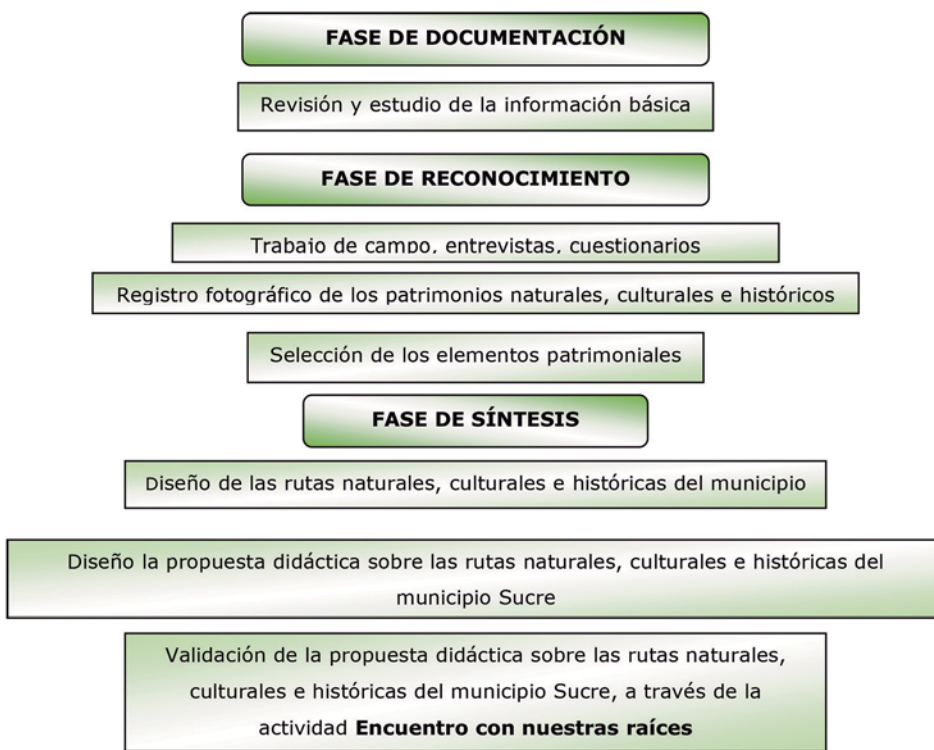 FASE DE DOCUMENTACIÓN
Revisión y estudio de la información básica
FASE DE RECONOCIMIENTO
Trabajo de campo, entrevistas, cuestionarios
Registro fotográfico de los patrimonios naturales, culturales e históricos
Selección de los elementos patrimoniales
FASE DE SÍNTESIS
Diseño de las rutas naturales, culturales e históricas del municipio
Diseño la propuesta didáctica sobre las rutas naturales, culturales e históricas del
municipio Sucre
Validación de la propuesta didáctica sobre las rutas naturales,
culturales e históricas del municipio Sucre, a través de la
actividad Encuentro con nuestras raíces